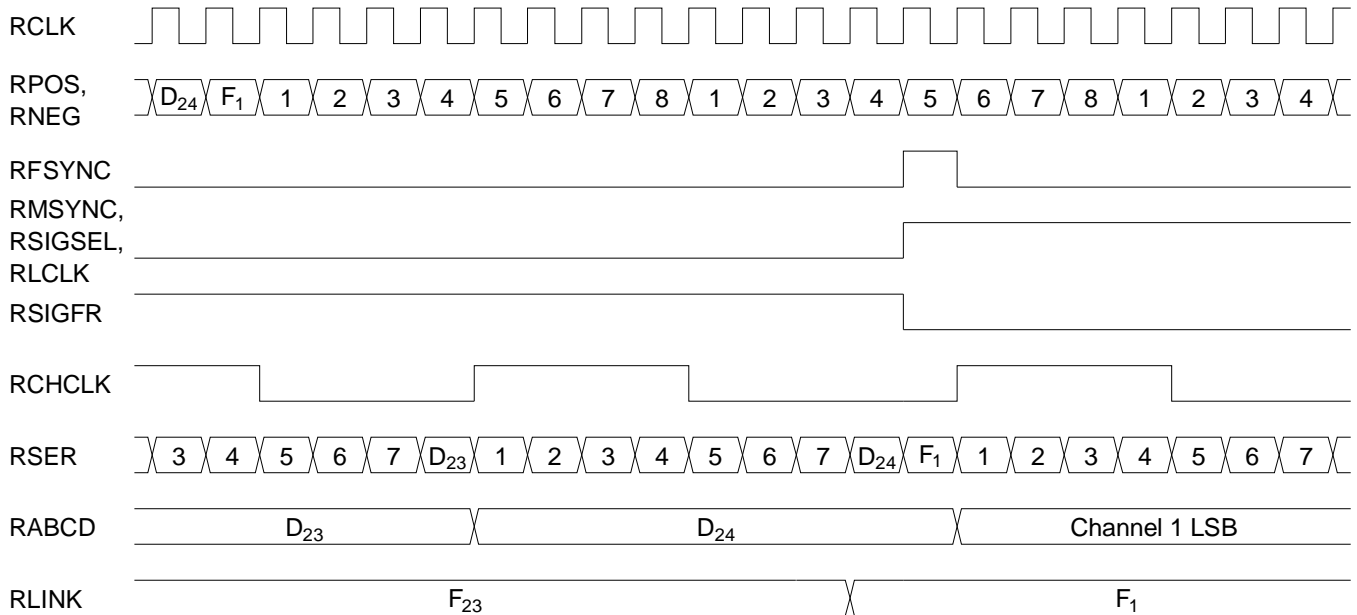 RCLK
RPOS,
RNEG
D24 F1 1 2 3 4 5 6 7 8 1 2 3 4 5 6 7 8 1 2 3 4
RFSYNC
RMSYNC,
RSIGSEL,
RLCLK
RSIGFR
RCHCLK
RSER 3 4 5 6 7 D23 1 2 3 4 5 6 7 D24 F1 1 2 3 4 5 6 7
RABCD D23 D24 Channel 1 LSB
RLINK F23 F1